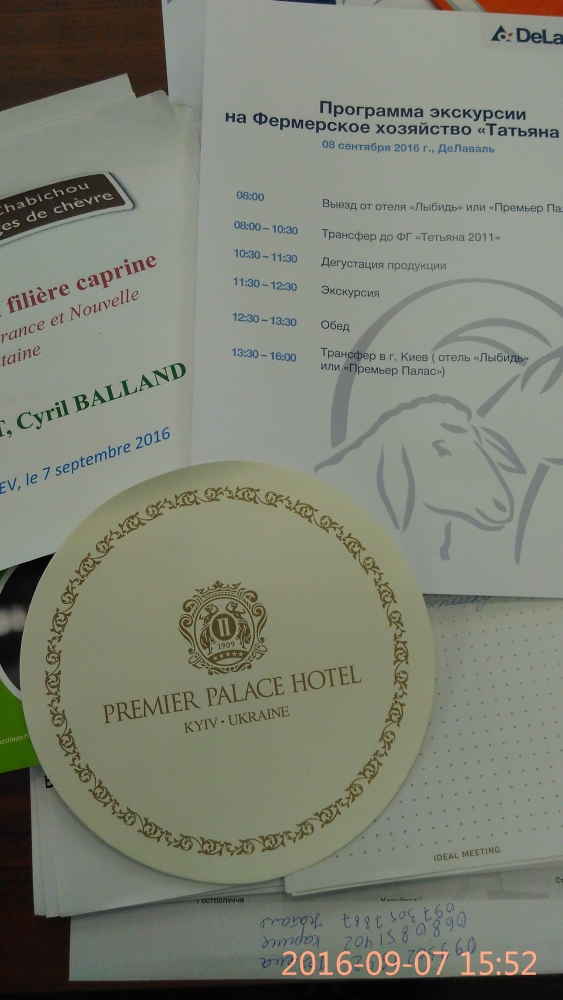 DeLa
Программа экскурсии
на Фермерское хозяйство «Татьяна
08 сентября 2016 г., ДеЛаваль
08:00 Выезд от отеля «Лыбидь» или «Премьер Пал
08:00 – 10:30 Трансфер до ФГ «Тетьяна 2011»
10:30 – 11:30 Дегустация продукции
11:30 – 12:30 Экскурсия
12:30 – 13:30 Обед
13:30 – 16:00 Трансфер в г. Киев ( отель «Лыбидь»
или «Премьер Палас»)
Chabichou
ges de chèvre
filière caprine
rance et Nouvelle
taine
T, Cyril BALLAND
EV, le 7 septembre 2016
1909
PREMIER PALACE HOTEL
KYIV · UKRAINE
IDEAL MEETING
2016-09-07 15:52